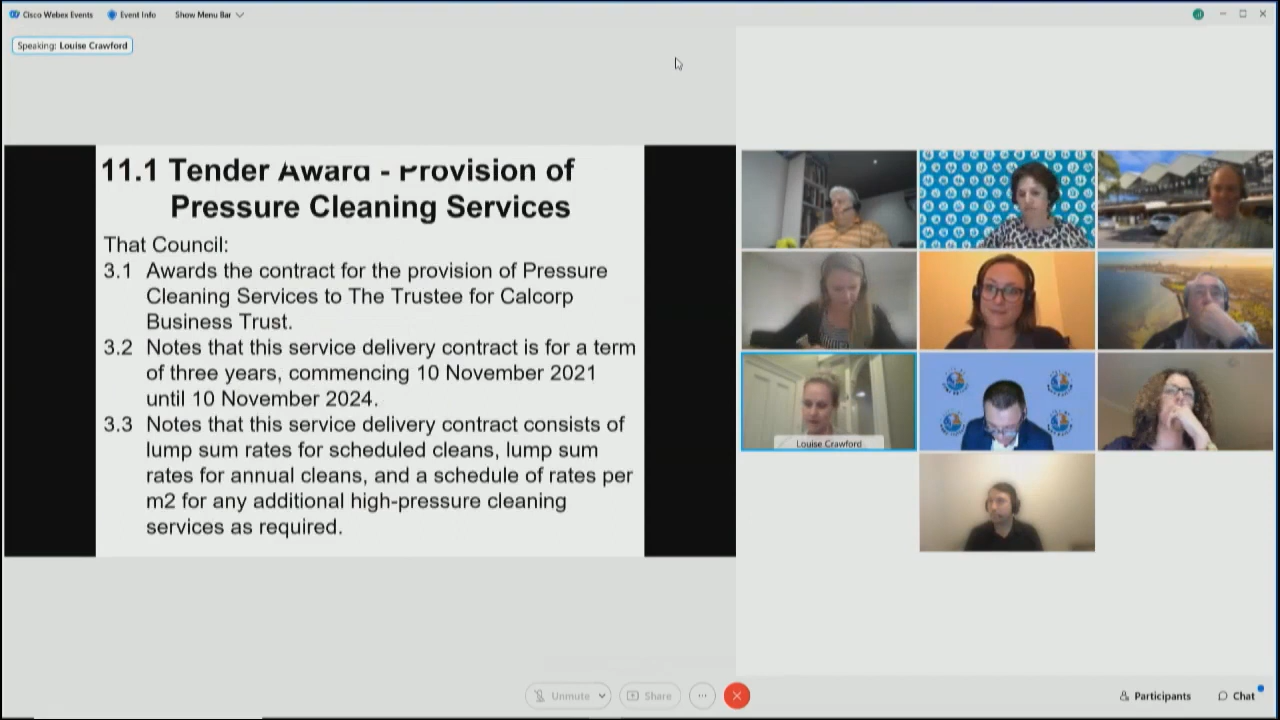 Cisco Webex Events
Event Info
Show Menu Bar
Speaking: Louise Crawford
11.1 Tender Award - Provision of
Pressure Cleaning Services
That Council:
3.1 Awards the contract for the provision of Pressure
Cleaning Services to The Trustee for Calcorp
Business Trust.
3.2 Notes that this service delivery contract is for a term
of three years, commencing 10 November 2021
until 10 November 2024.
3.3 Notes that this service delivery contract consists of
lump sum rates for scheduled cleans, lump sum
rates for annual cleans, and a schedule of rates per
m2 for any additional high-pressure cleaning
services as required.
Louise Crawford
Unmute
Share
Participants
Chat